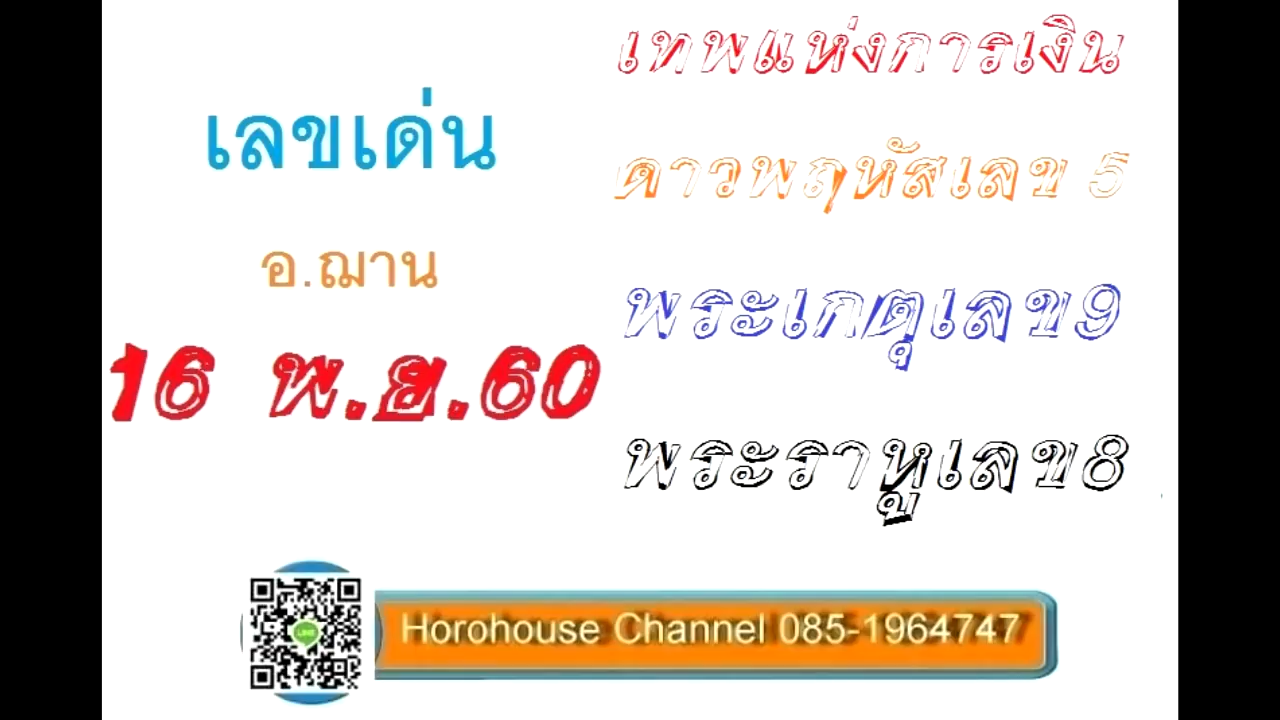 เลขเด่น
อ.ฌาน
16 พ.ย.60
เทพแห่งการเงิน
ดาวพฤหัสเลข 5
พระเกตุเลข9
พระราหูเลข8
LINE
Horohouse Channel 085-1964747